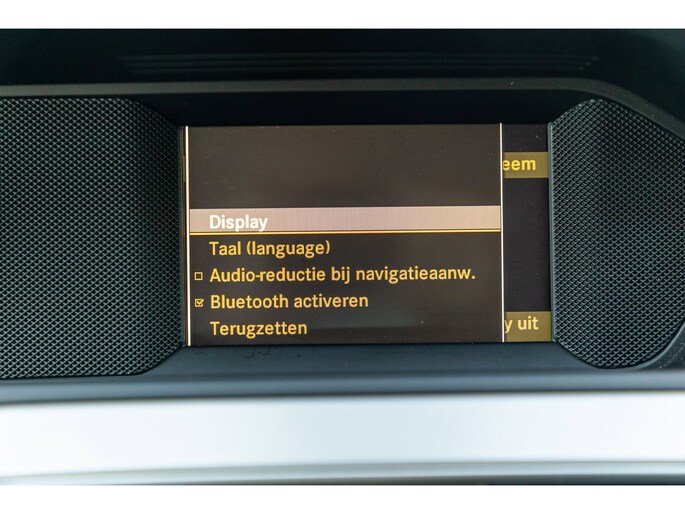 eem
Display
Taal (language)
Audio-reductie bij navigatieaanw.
Bluetooth activeren
y uit
Terugzetten